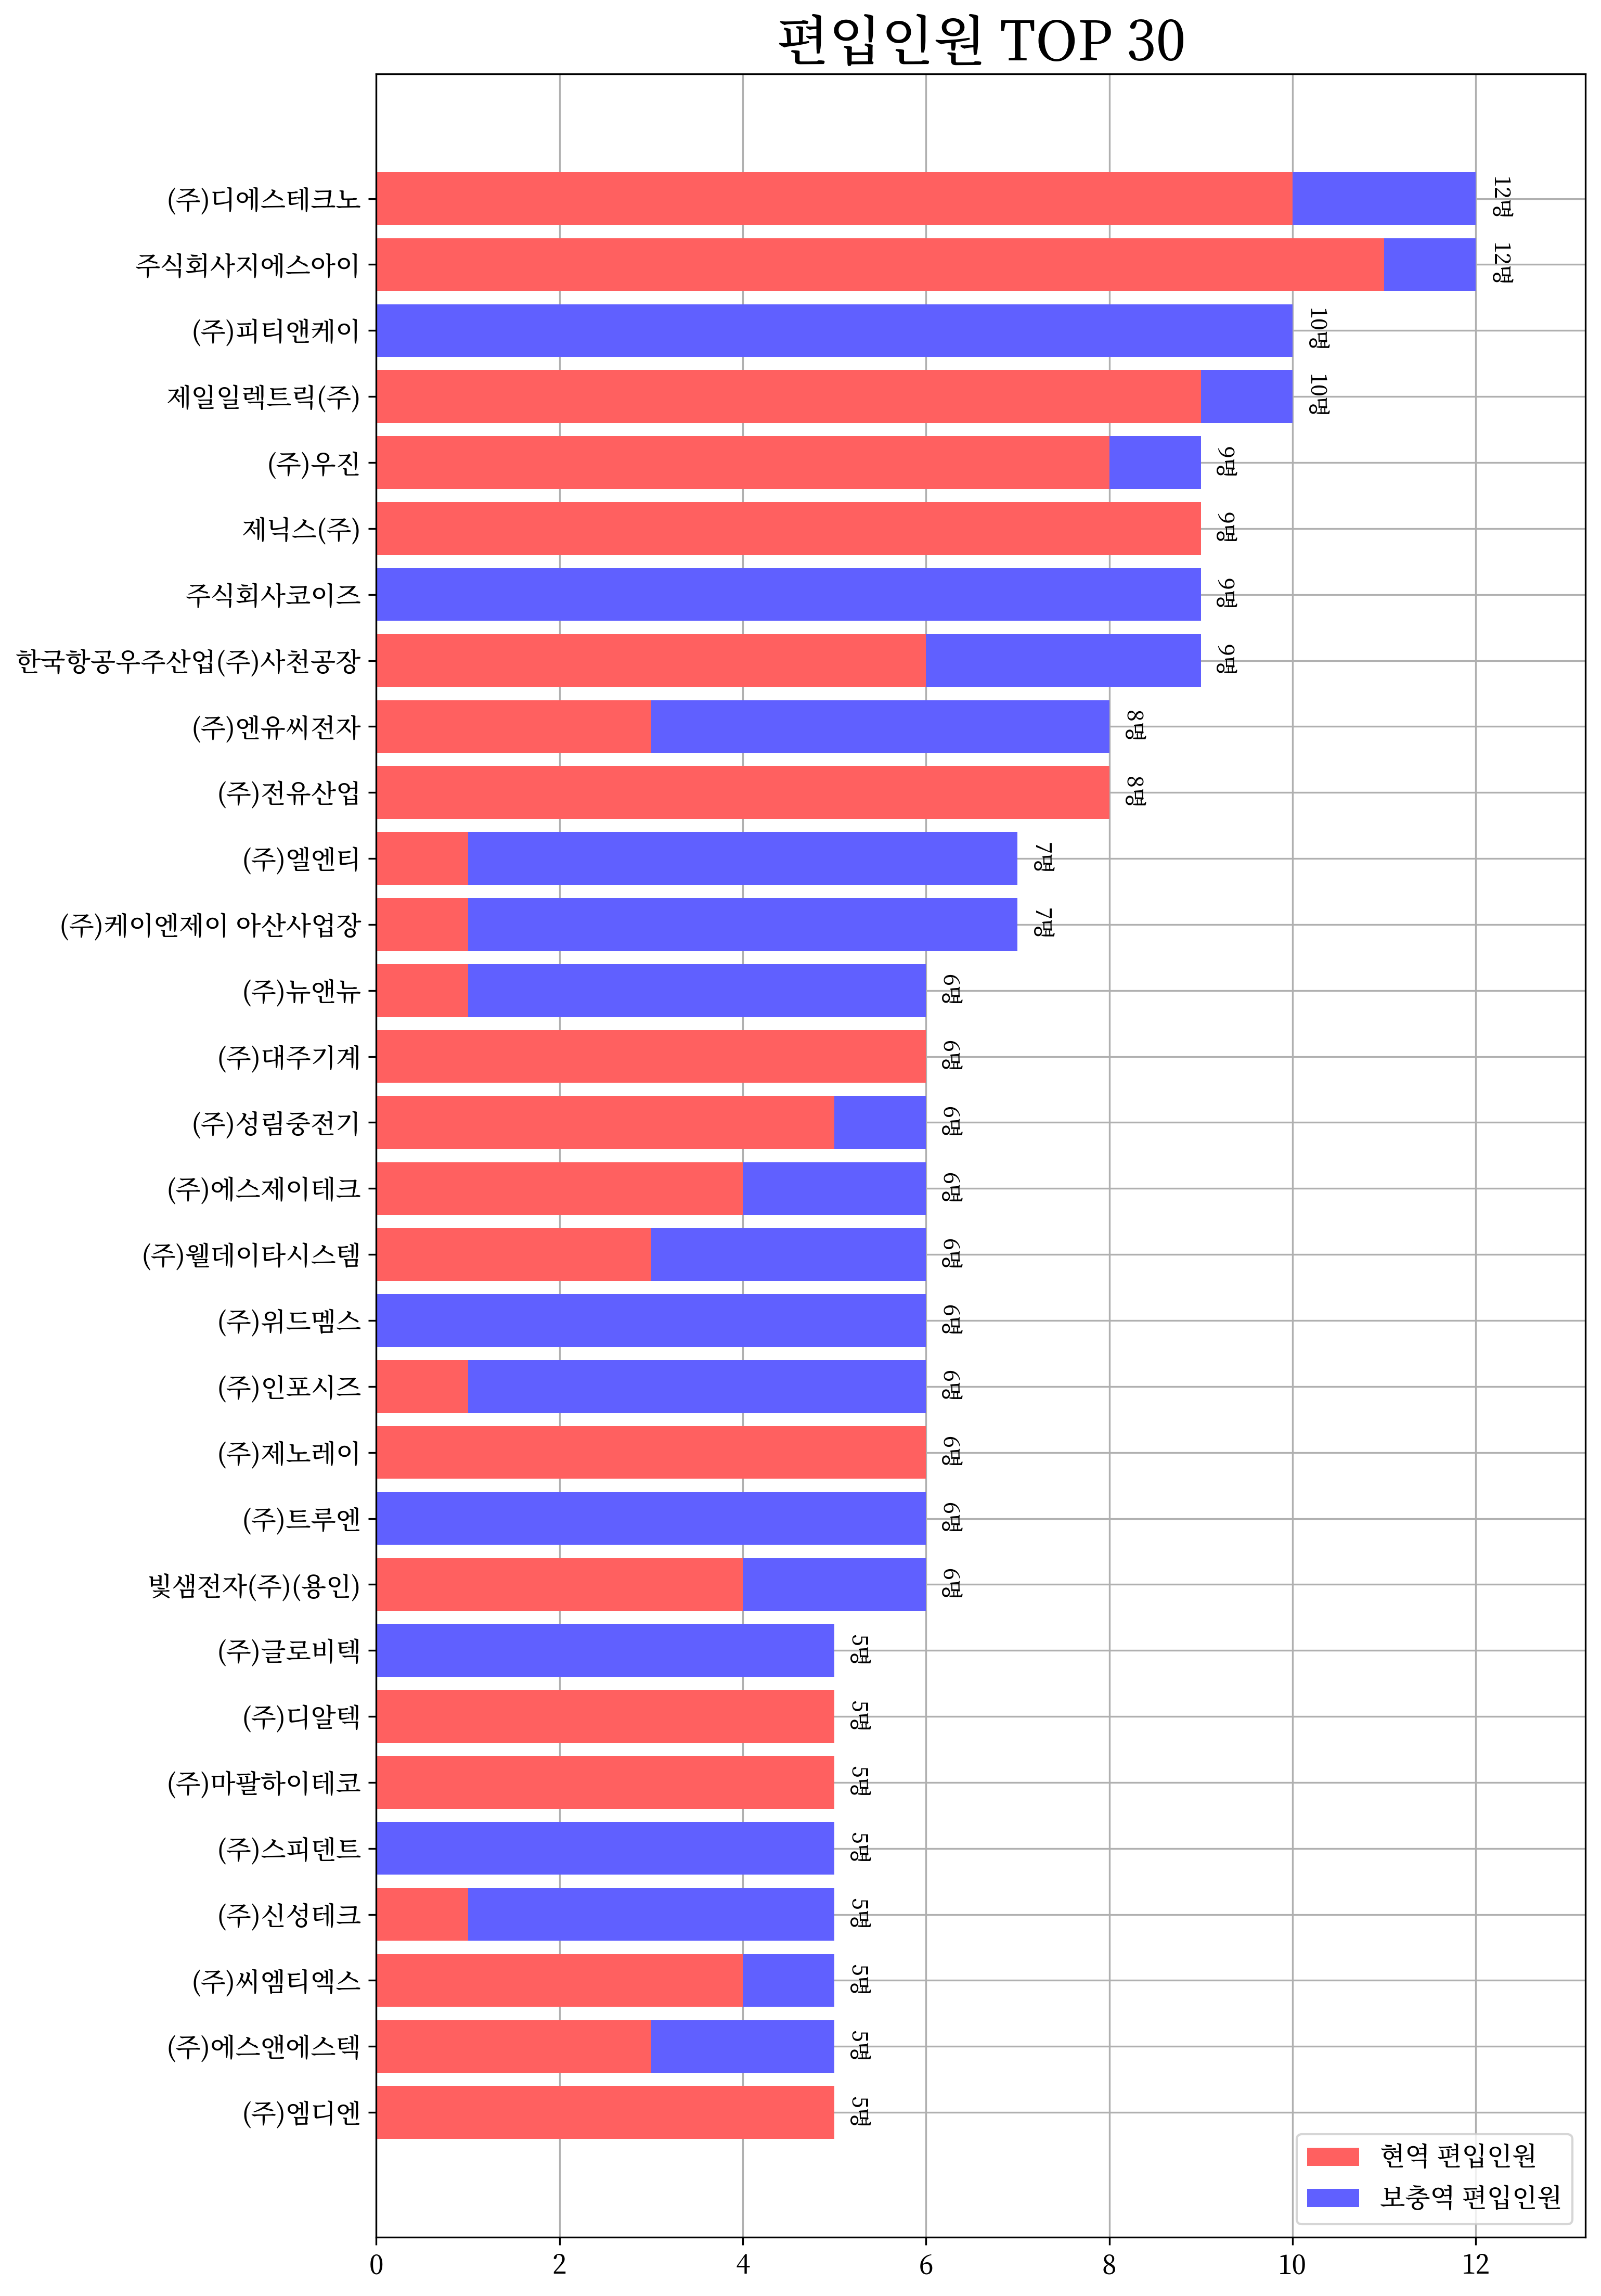 편입인원 TOP 30
(주)디에스테크노 12명
주식회사지에스아이 12명
(주)피티앤케이 10명
제일일렉트릭(주) 10명
(주)우진 9명
제닉스(주) 9명
주식회사코이즈 9명
한국항공우주산업(주)사천공장 9명
(주)엔유씨전자 8명
(주)전유산업 8명
(주)엘엔티 7명
(주)케이엔제이 아산사업장 7명
(주)뉴앤뉴 6명
(주)대주기계 6명
(주)성림중전기 6명
(주)에스제이테크 6명
(주)웰데이타시스템 6명
(주)위드멤스 6명
(주)인포시즈 6명
(주)제노레이 6명
(주)트루엔 6명
빛샘전자(주)(용인) 6명
(주)글로비텍 5명
(주)디알텍 5명
(주)마팔하이테코 5명
(주)스피덴트 5명
(주)신성테크 5명
(주)씨엠티엑스 5명
(주)에스앤에스텍 5명
(주)엠디엔 5명
현역 편입인원
보충역 편입인원
0 2 4 6 8 10 12